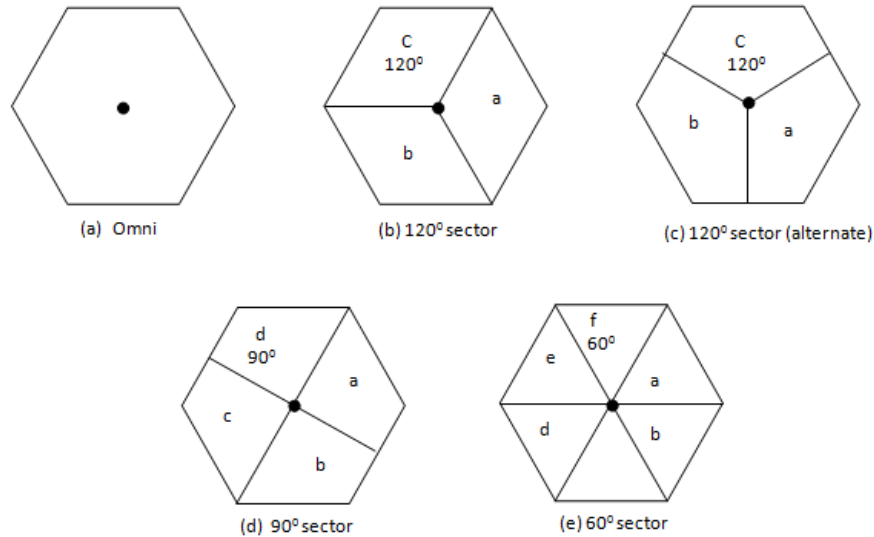 C
120⁰
a
b
C
120⁰
b
a
(a) Omni
(b) 120⁰ sector
(c) 120⁰ sector (alternate)
d
90⁰
a
c
b
f
60⁰
e
a
d
b
(d) 90⁰ sector
(e) 60⁰ sector